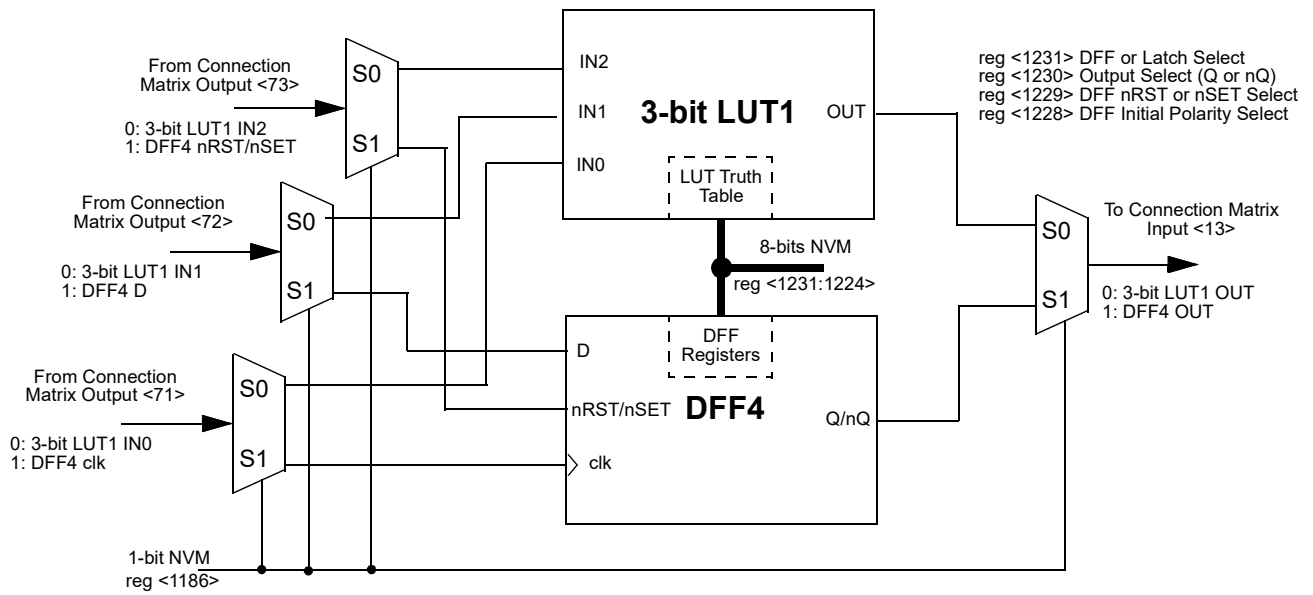 From Connection
Matrix Output <73>
0: 3-bit LUT1 IN2
1: DFF4 nRST/nSET
S0
S1
From Connection
Matrix Output <72>
0: 3-bit LUT1 IN1
1: DFF4 D
S0
S1
From Connection
Matrix Output <71>
0: 3-bit LUT1 IN0
1: DFF4 clk
S0
S1
1-bit NVM
reg <1186>
IN2
IN1
IN0
3-bit LUT1
OUT
LUT Truth
Table
8-bits NVM
reg <1231:1224>
DFF
Registers
D
nRST/nSET
DFF4
clk
Q/nQ
reg <1231> DFF or Latch Select
reg <1230> Output Select (Q or nQ)
reg <1229> DFF nRST or nSET Select
reg <1228> DFF Initial Polarity Select
S0
S1
To Connection Matrix
Input <13>
0: 3-bit LUT1 OUT
1: DFF4 OUT